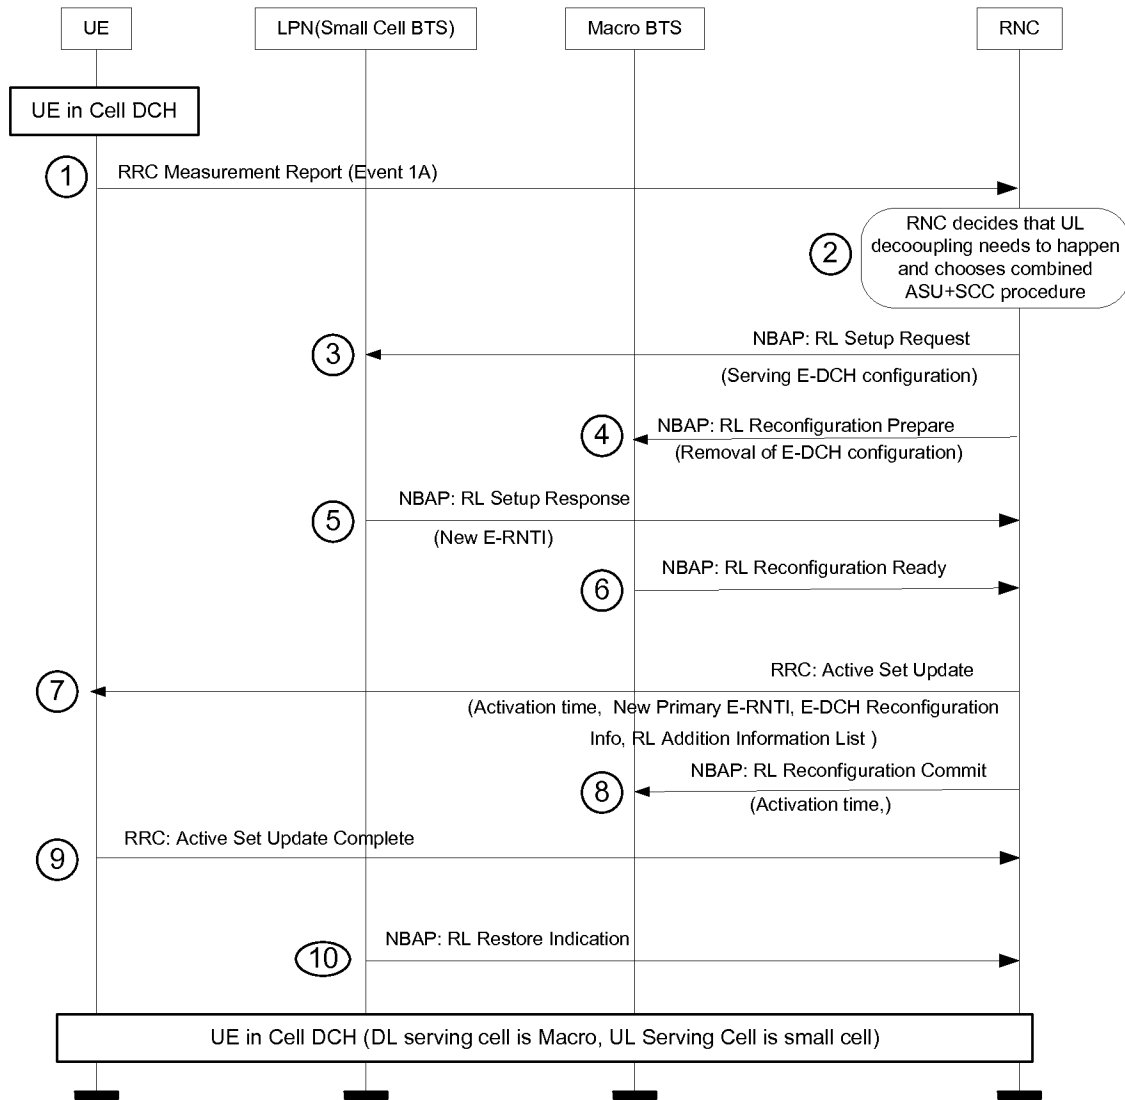 UE
LPN(Small Cell BTS)
Macro BTS
RNC
UE in Cell DCH
1
RRC Measurement Report (Event 1A)
2
RNC decides that UL
decooupling needs to happen
and chooses combined
ASU+SCC procedure
3
NBAP: RL Setup Request
(Serving E-DCH configuration)
4
NBAP: RL Reconfiguration Prepare
(Removal of E-DCH configuration)
5
NBAP: RL Setup Response
(New E-RNTI)
6
NBAP: RL Reconfiguration Ready
7
RRC: Active Set Update
(Activation time, New Primary E-RNTI, E-DCH Reconfiguration
Info, RL Addition Information List )
8
NBAP: RL Reconfiguration Commit
(Activation time,)
9
RRC: Active Set Update Complete
10
NBAP: RL Restore Indication
UE in Cell DCH (DL serving cell is Macro, UL Serving Cell is small cell)